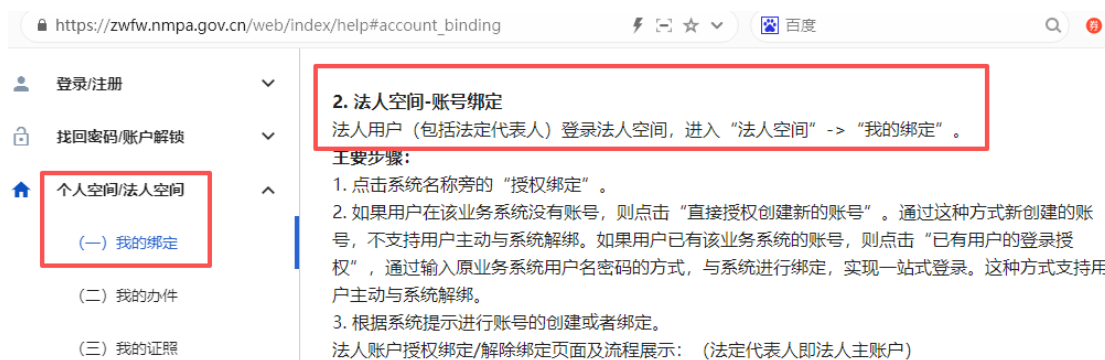 https://zwfw.nmpa.gov.cn/web/index/help#account_binding
百度
券
登录/注册
找回密码/账户解锁
个人空间/法人空间
(一) 我的绑定
(二) 我的办件
(三) 我的证照
2. 法人空间-账号绑定
法人用户（包括法定代表人）登录法人空间，进入“法人空间”->“我的绑定”。
主要步骤：
1. 点击系统名称旁的“授权绑定”。
2. 如果用户在该业务系统没有账号，则点击“直接授权创建新的账号”。通过这种方式新创建的账
号，不支持用户主动与系统解绑。如果用户已有该业务系统的账号，则点击“已有用户的登录授
权”，通过输入原业务系统用户名密码的方式，与系统进行绑定，实现一站式登录。这种方式支持用
户主动与系统解绑。
3. 根据系统提示进行账号的创建或者绑定。
法人账户授权绑定/解除绑定页面及流程展示：（法定代表人即法人主账户）